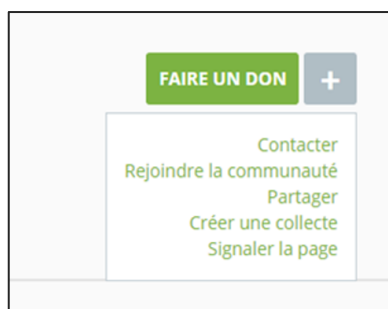 FAIRE UN DON +
Contacter
Rejoindre la communauté
Partager
Créer une collecte
Signaler la page